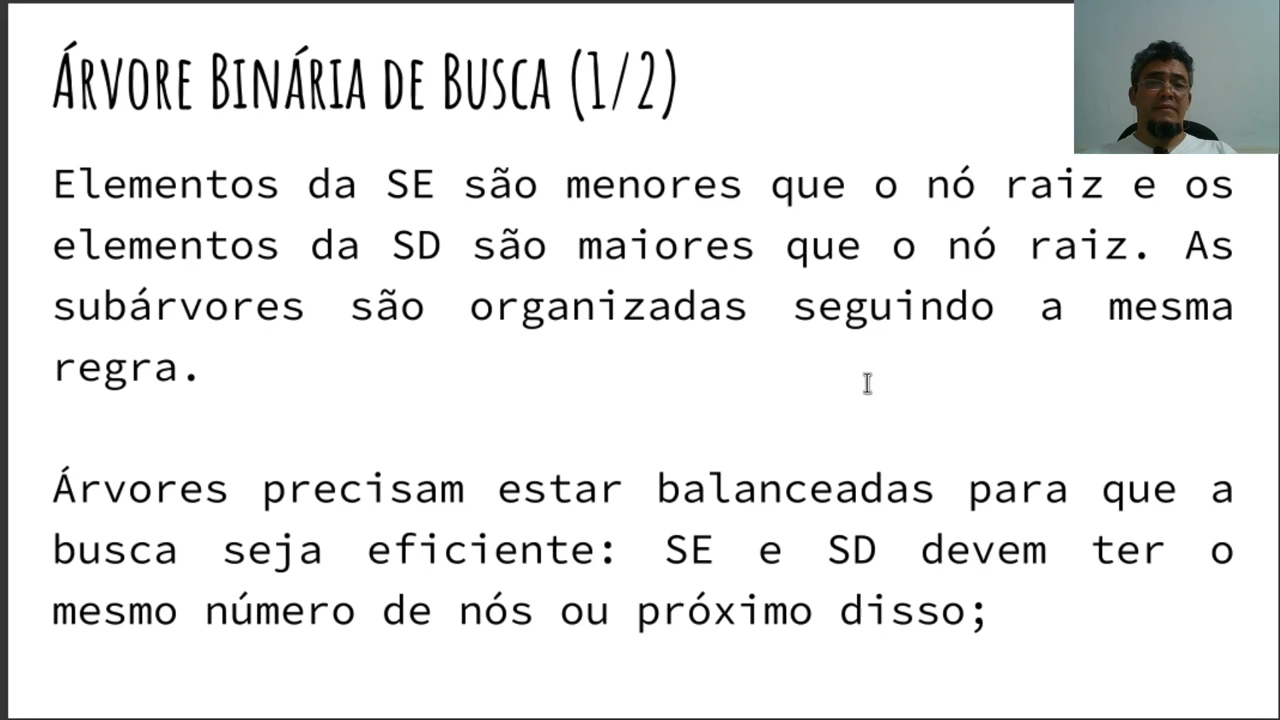 Árvore Binária de Busca (1/2)
Elementos da SE são menores que o nó raiz e os
elementos da SD são maiores que o nó raiz. As
subárvores são organizadas seguindo a mesma
regra.
Árvores precisam estar balanceadas para que a
busca seja eficiente: SE e SD devem ter o
mesmo número de nós ou próximo disso;